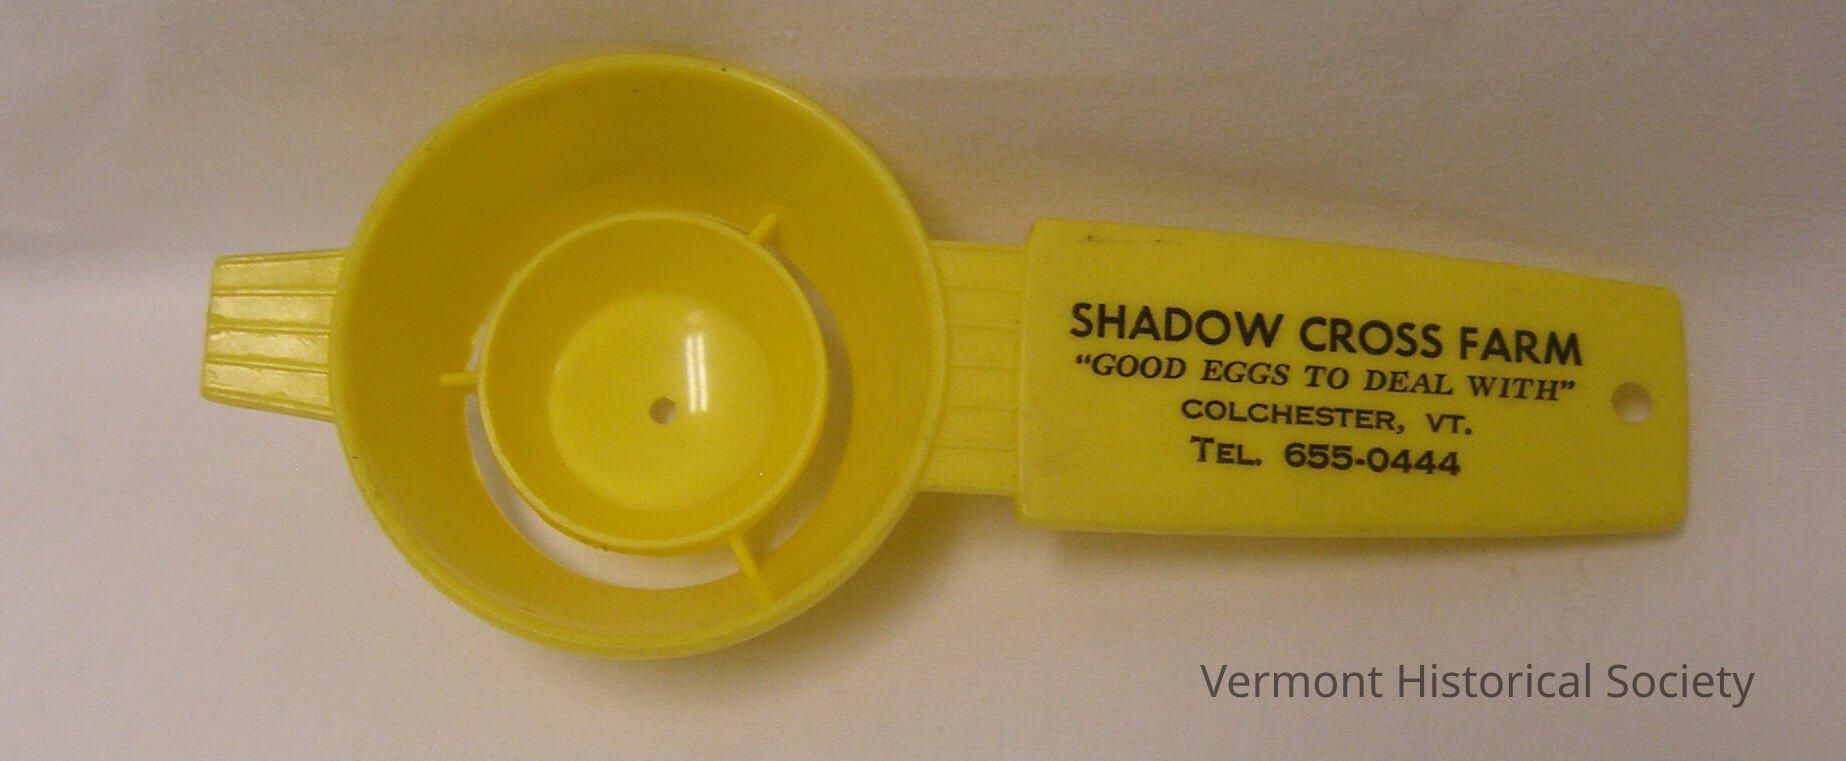 SHADOW CROSS FARM
“GOOD EGGS TO DEAL WITH”
COLCHESTER, VT.
TEL. 655-0444
Vermont Historical Society